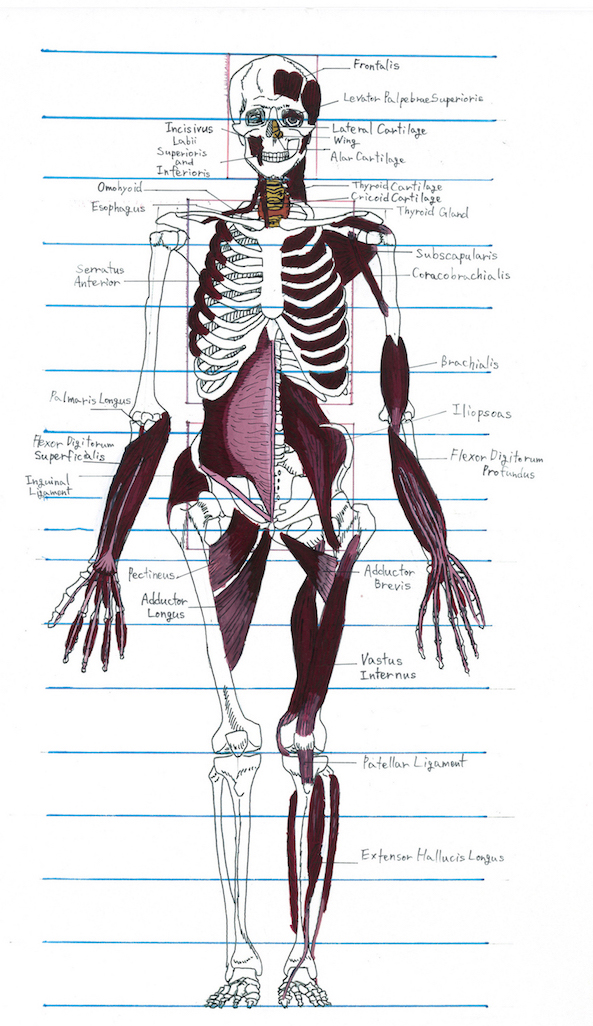 Frontalis
Levator Palpebrae Superioris
Incisivus
Labii
Superioris
and
Interioris
Lateral Cartilage
Wing
Alar Cartilage
Omohyoid
Esophagus
Thyroid Cartilage
Cricoid Cartilage
Thyroid Gland
Serratus
Anterior
Subscapularis
Coracobrachialis
Brachialis
Palmaris Longus
Iliopsoas
Flexor Digitorum
Superficialis
Flexor Digitorum
Profundus
Inguinal
Ligament
Pectineus
Adductor
Longus
Adductor
Brevis
Vastus
Internus
Patellar Ligament
Extensor Hallucis Longus